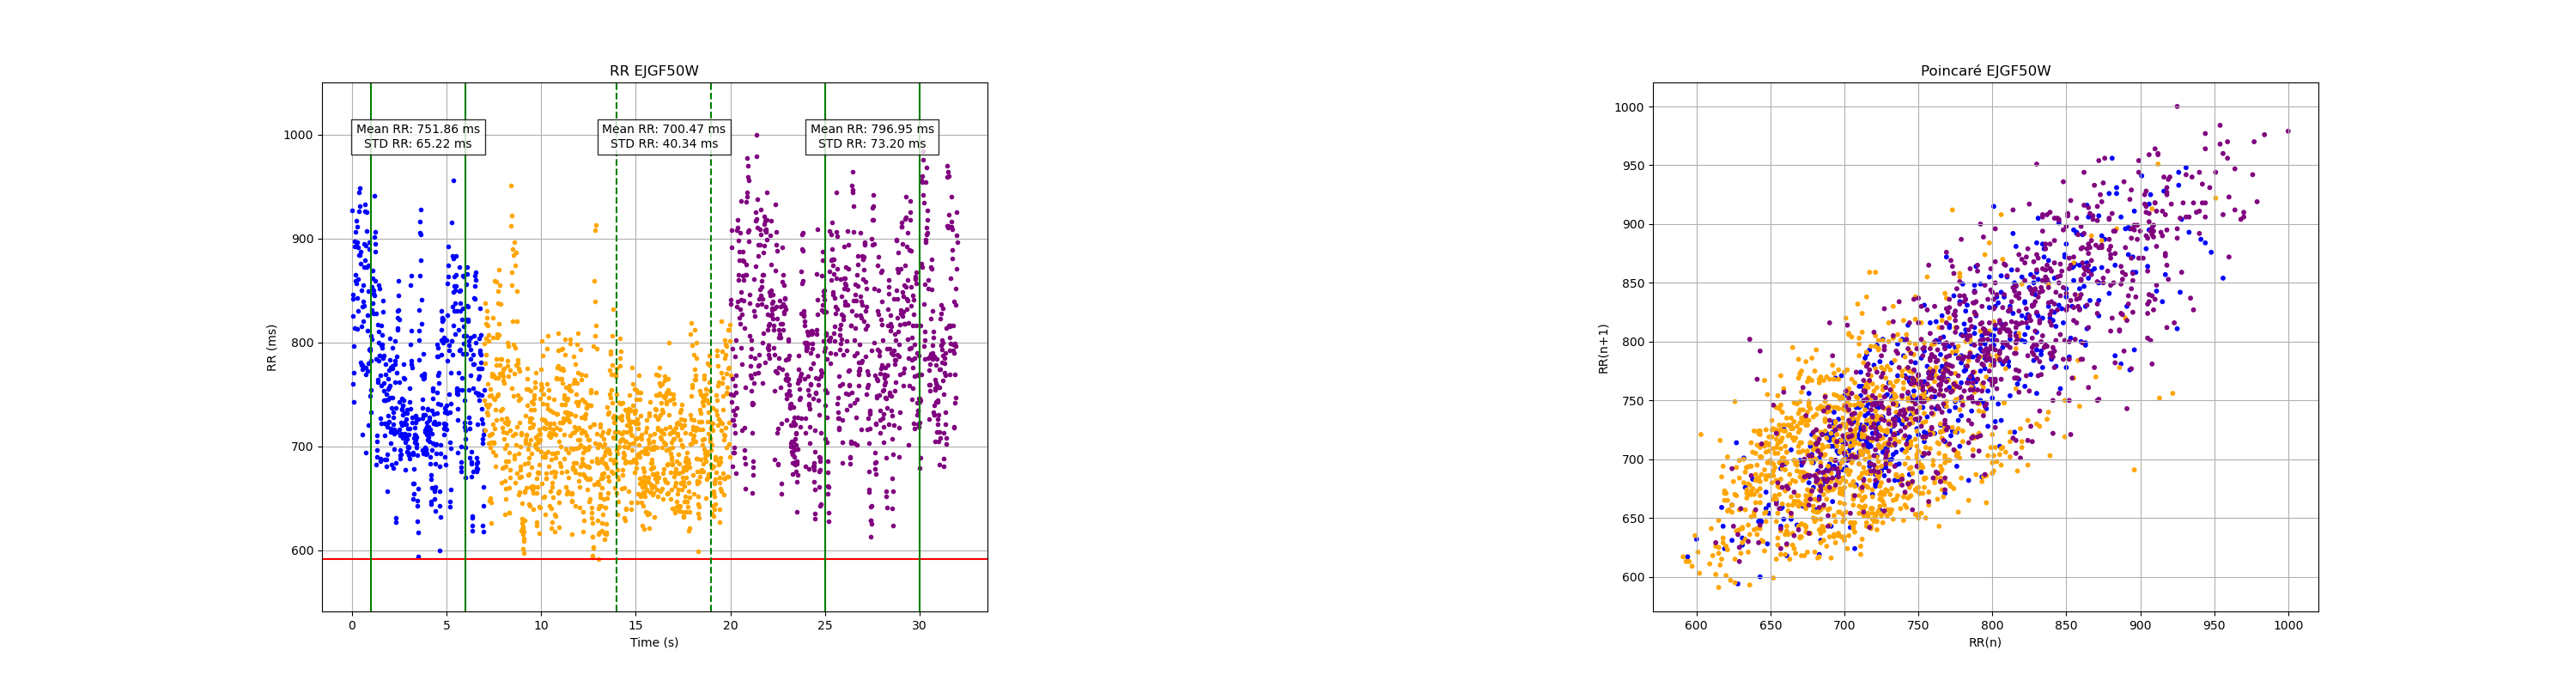 RR EJGF50W
Mean RR: 751.86 ms
STD RR: 65.22 ms
Mean RR: 700.47 ms
STD RR: 40.34 ms
Mean RR: 796.95 ms
STD RR: 73.20 ms
1000
900
800
700
600
RR (ms)
0 5 10 15 20 25 30
Time (s)
Poincaré EJGF50W
1000
950
900
850
800
750
700
650
600
RR(n+1)
600 650 700 750 800 850 900 950 1000
RR(n)